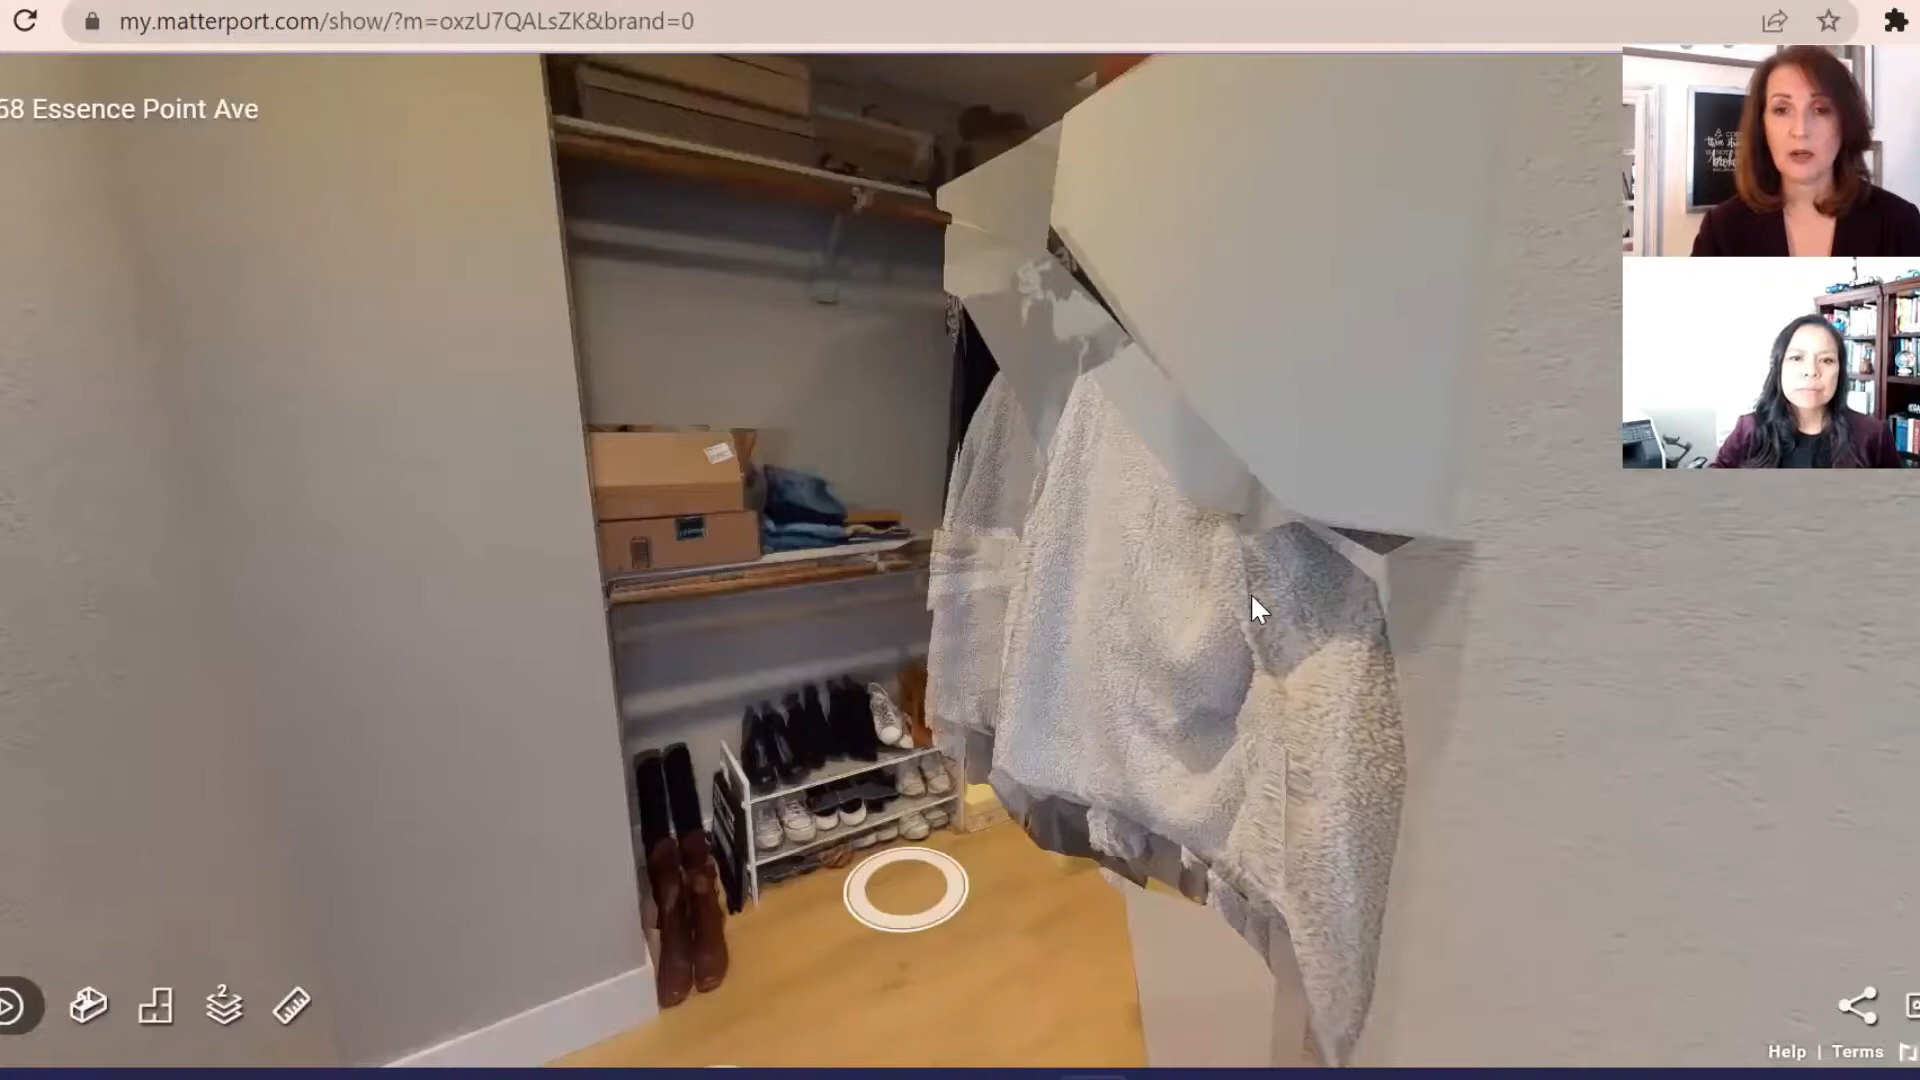 my.matterport.com/show/?m=oxzU7QALsZK&brand=0
58 Essence Point Ave
2
Help | Terms